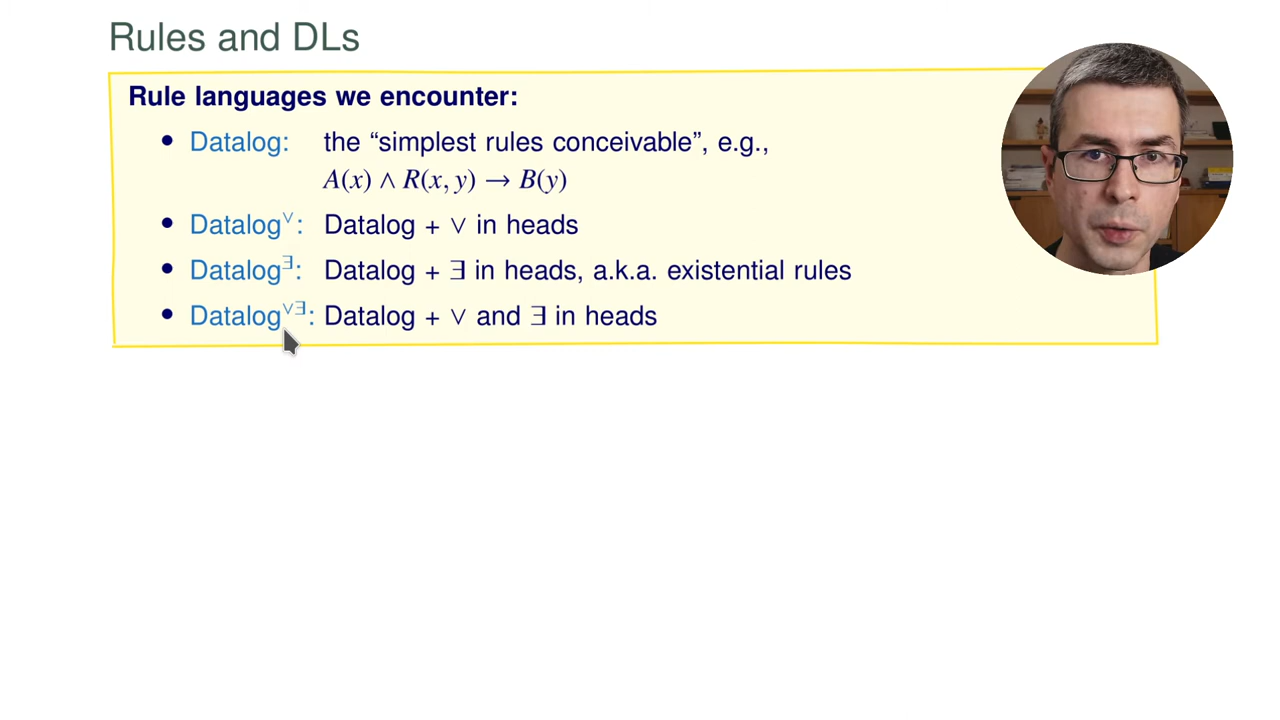 Rules and DLs
Rule languages we encounter:
• Datalog: the “simplest rules conceivable”, e.g.,
A(x) ∧ R(x, y) → B(y)
• Datalog^∨: Datalog + ∨ in heads
• Datalog^∃: Datalog + ∃ in heads, a.k.a. existential rules
• Datalog^∨∃: Datalog + ∨ and ∃ in heads